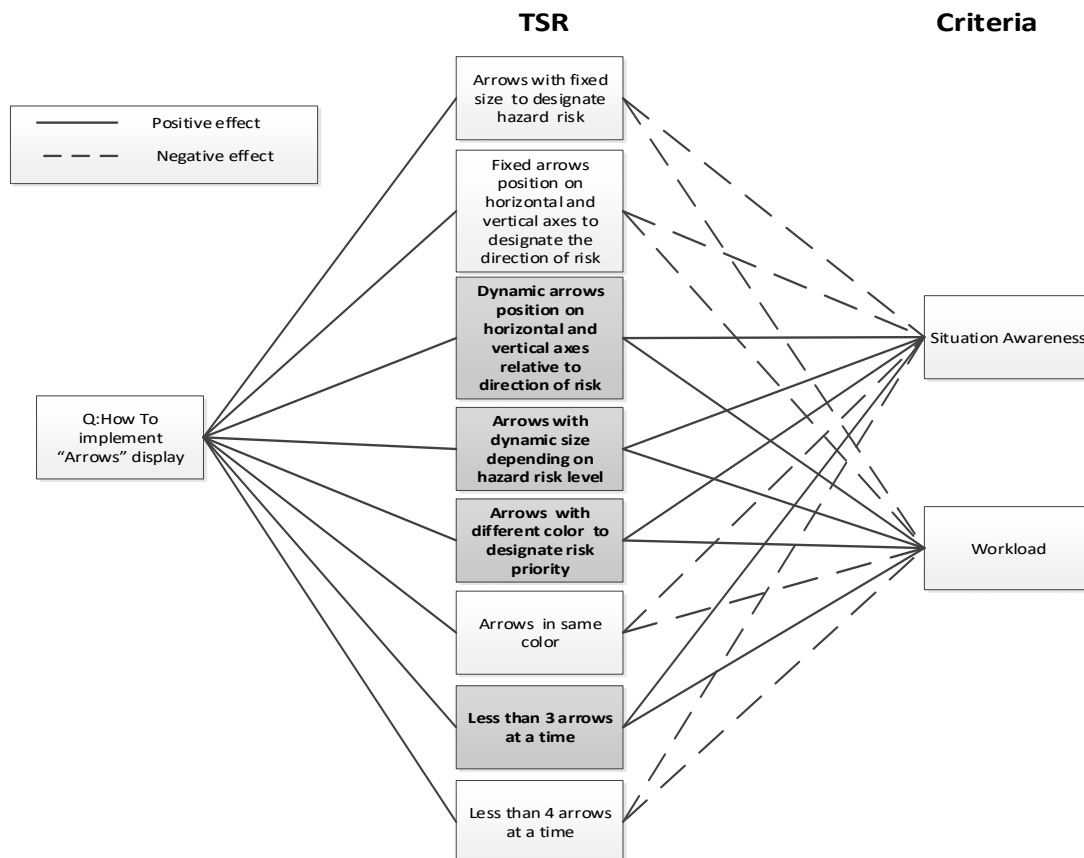 TSR
Criteria
Positive effect
Negative effect
Arrows with fixed
size to designate
hazard risk
Fixed arrows
position on
horizontal and
vertical axes to
designate the
direction of risk
Dynamic arrows
position on
horizontal and
vertical axes
relative to
direction of risk
Situation Awareness
Q:How To
implement
“Arrows” display
Arrows with
dynamic size
depending on
hazard risk level
Arrows with
different color to
designate risk
priority
Workload
Arrows in same
color
Less than 3 arrows
at a time
Less than 4 arrows
at a time